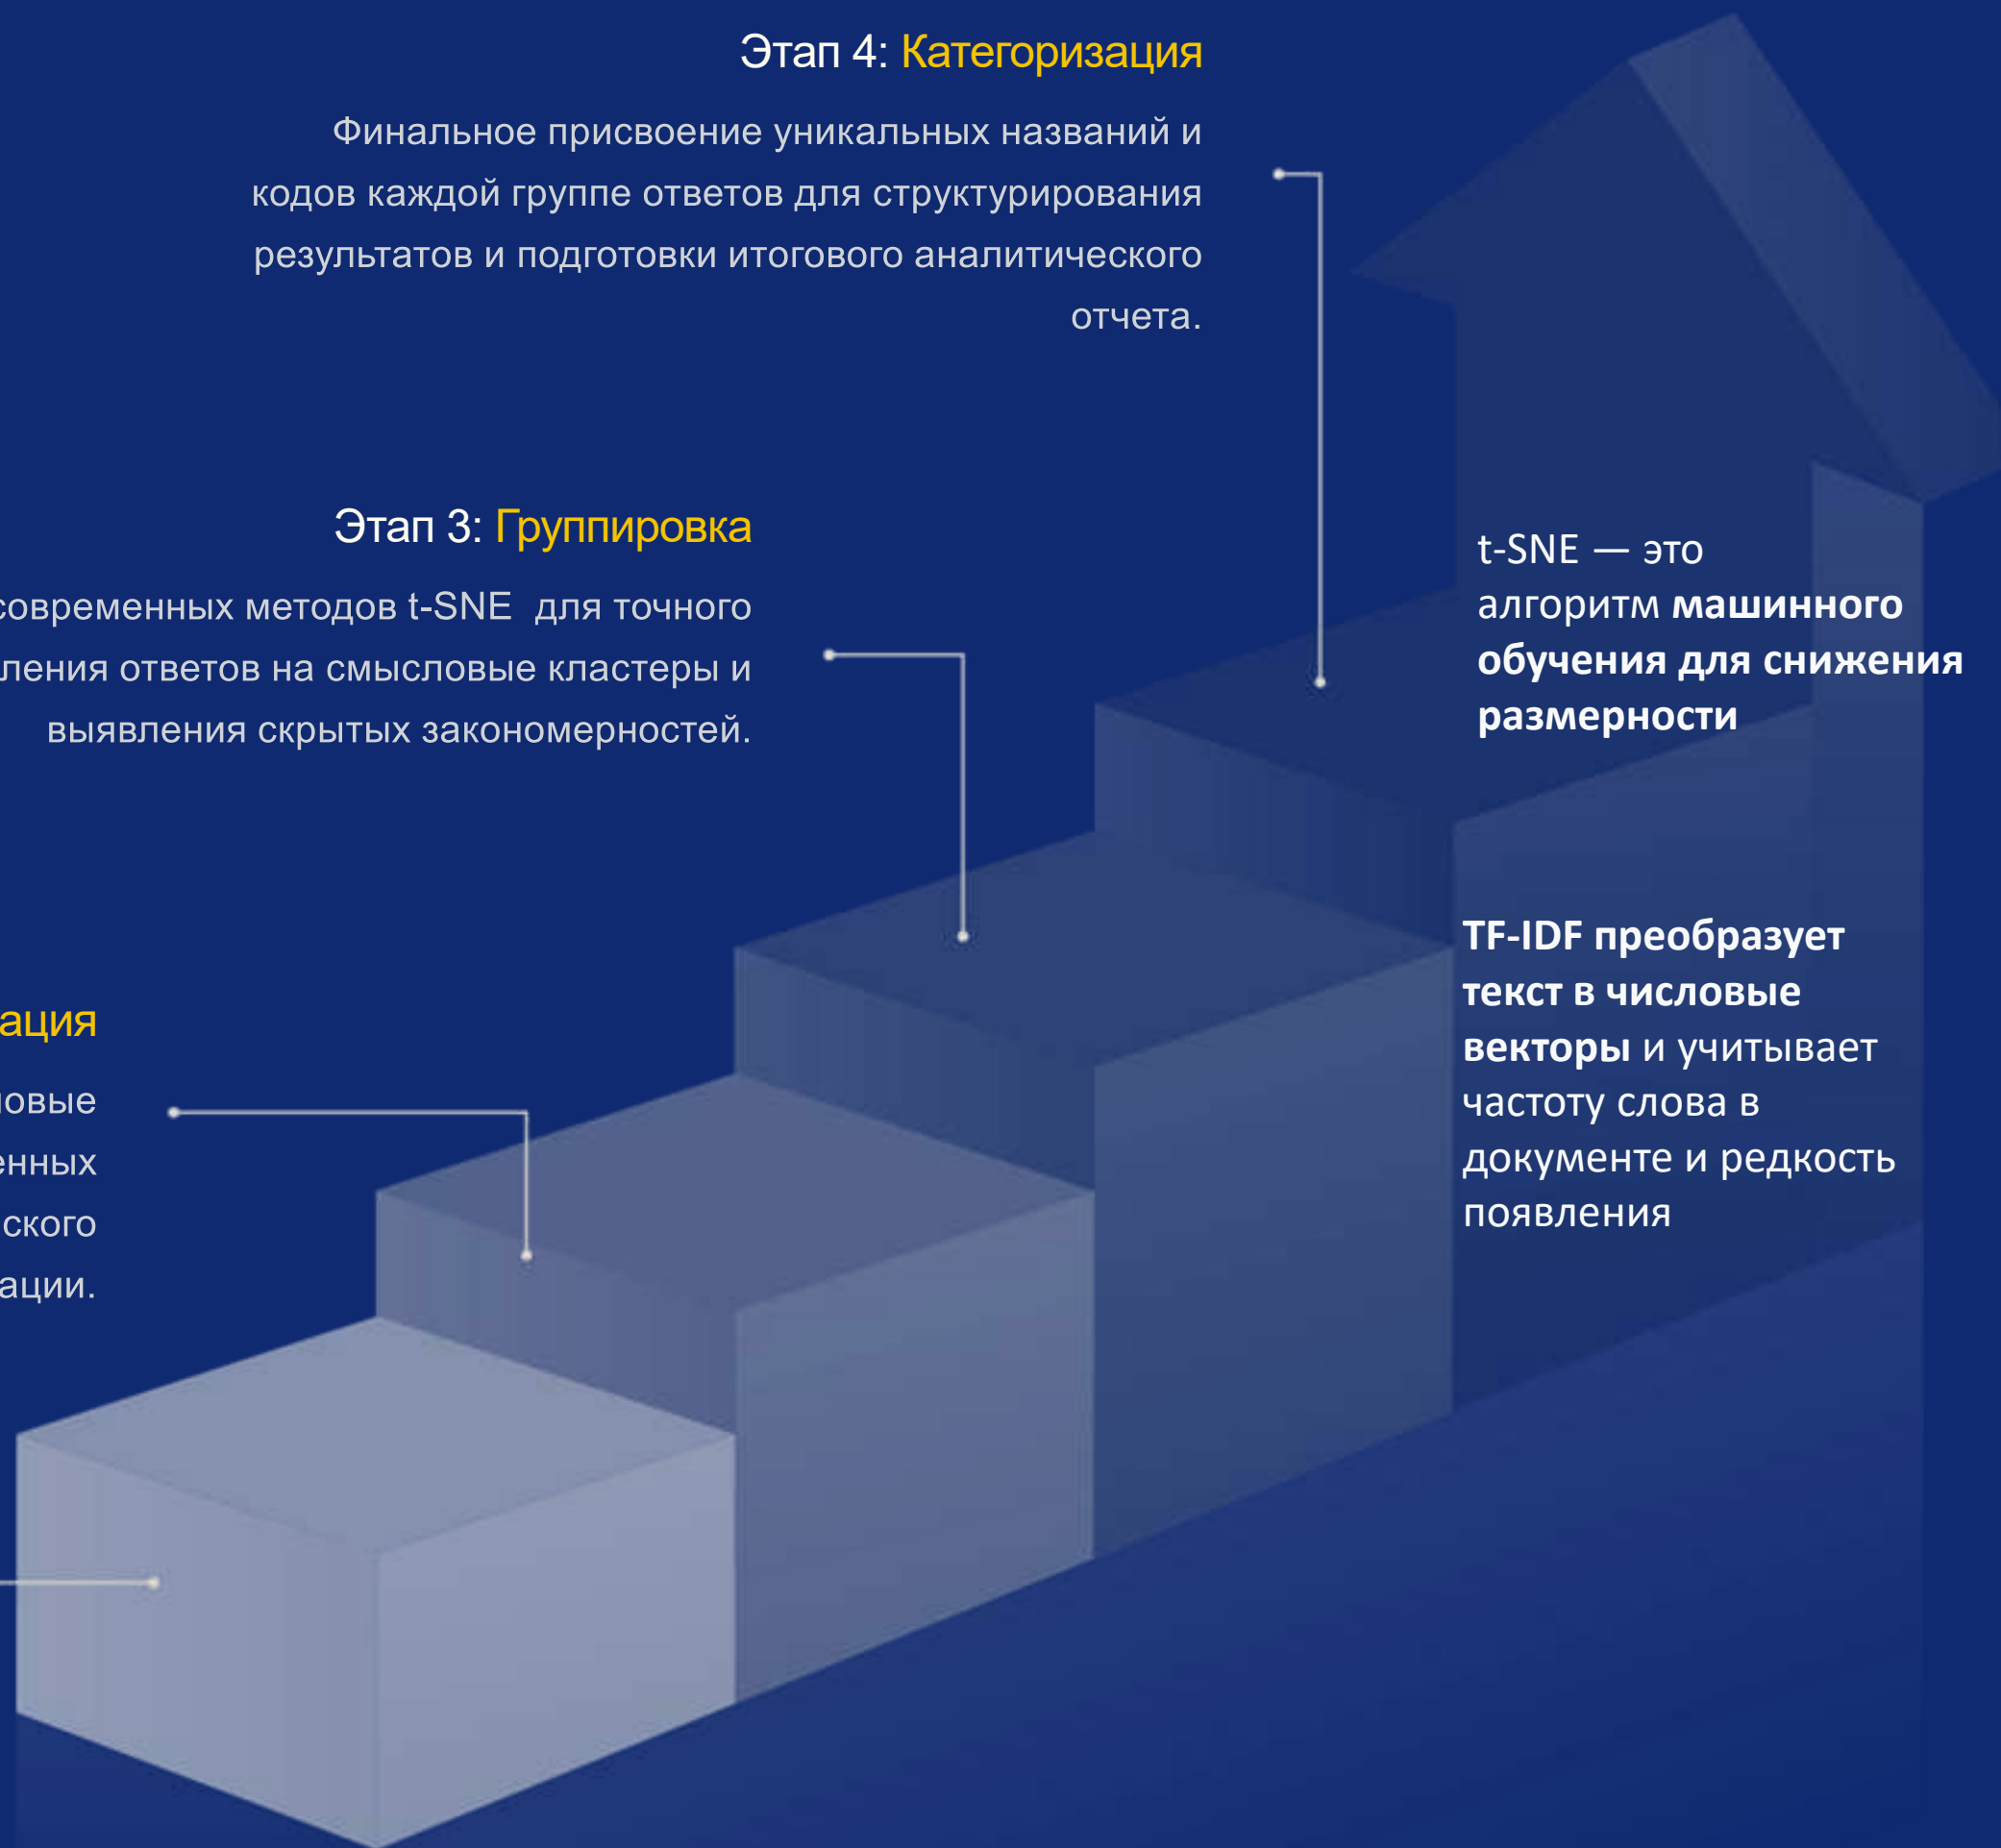 Этап 4: Категоризация
Финальное присвоение уникальных названий и
кодов каждой группе ответов для структурирования
результатов и подготовки итогового аналитического
отчета.
Этап 3: Группировка
современных методов t-SNE для точного
ления ответов на смысловые кластеры и
выявления скрытых закономерностей.
t-SNE — это
алгоритм машинного
обучения для снижения
размерности
TF-IDF преобразует
текст в числовые
векторы и учитывает
частоту слова в
документе и редкость
появления
ация
ловые
енных
ского
ации.